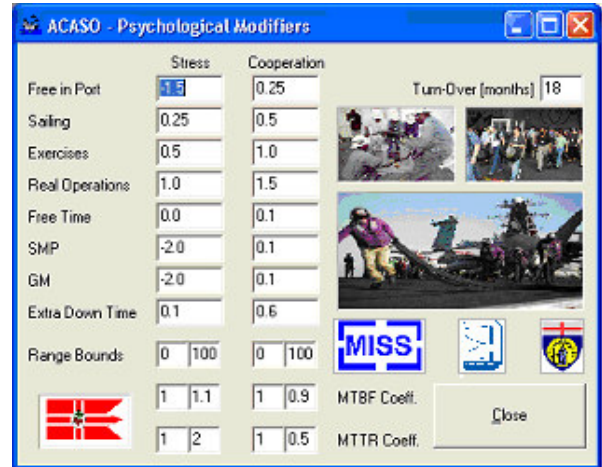 ACASO - Psychological Modifiers
Stress Cooperation
Free in Port -1.5 0.25 Turn-Over (months) 18
Sailing 0.25 0.5
Exercises 0.5 1.0
Real Operations 1.0 1.5
Free Time 0.0 0.1
SMP -2.0 0.1
GM -2.0 0.1
Extra Down Time 0.1 0.6
Range Bounds 0 100 0 100 MISS
1 1.1 1 0.9 MTBF Coeff.
Close
1 2 1 0.5 MTTR Coeff.